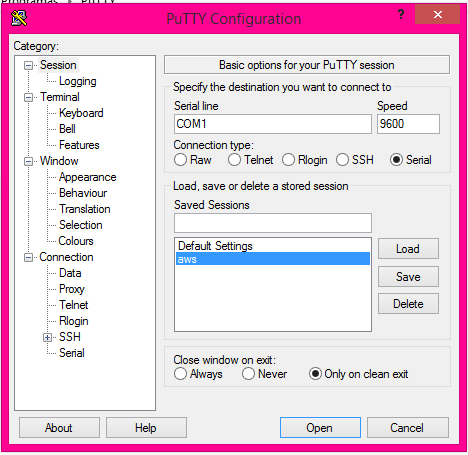 Programas
PuTTY
PuTTY Configuration
?
Category:
Session
Logging
Terminal
Keyboard
Bell
Features
Window
Appearance
Behaviour
Translation
Selection
Colours
Connection
Data
Proxy
Telnet
Rlogin
SSH
Serial
Basic options for your PuTTY session
Specify the destination you want to connect to
Serial line Speed
COM1 9600
Connection type:
Raw Telnet Rlogin SSH Serial
Load, save or delete a stored session
Saved Sessions
Default Settings
aws
Load
Save
Delete
Close window on exit:
Always Never Only on clean exit
About Help Open Cancel